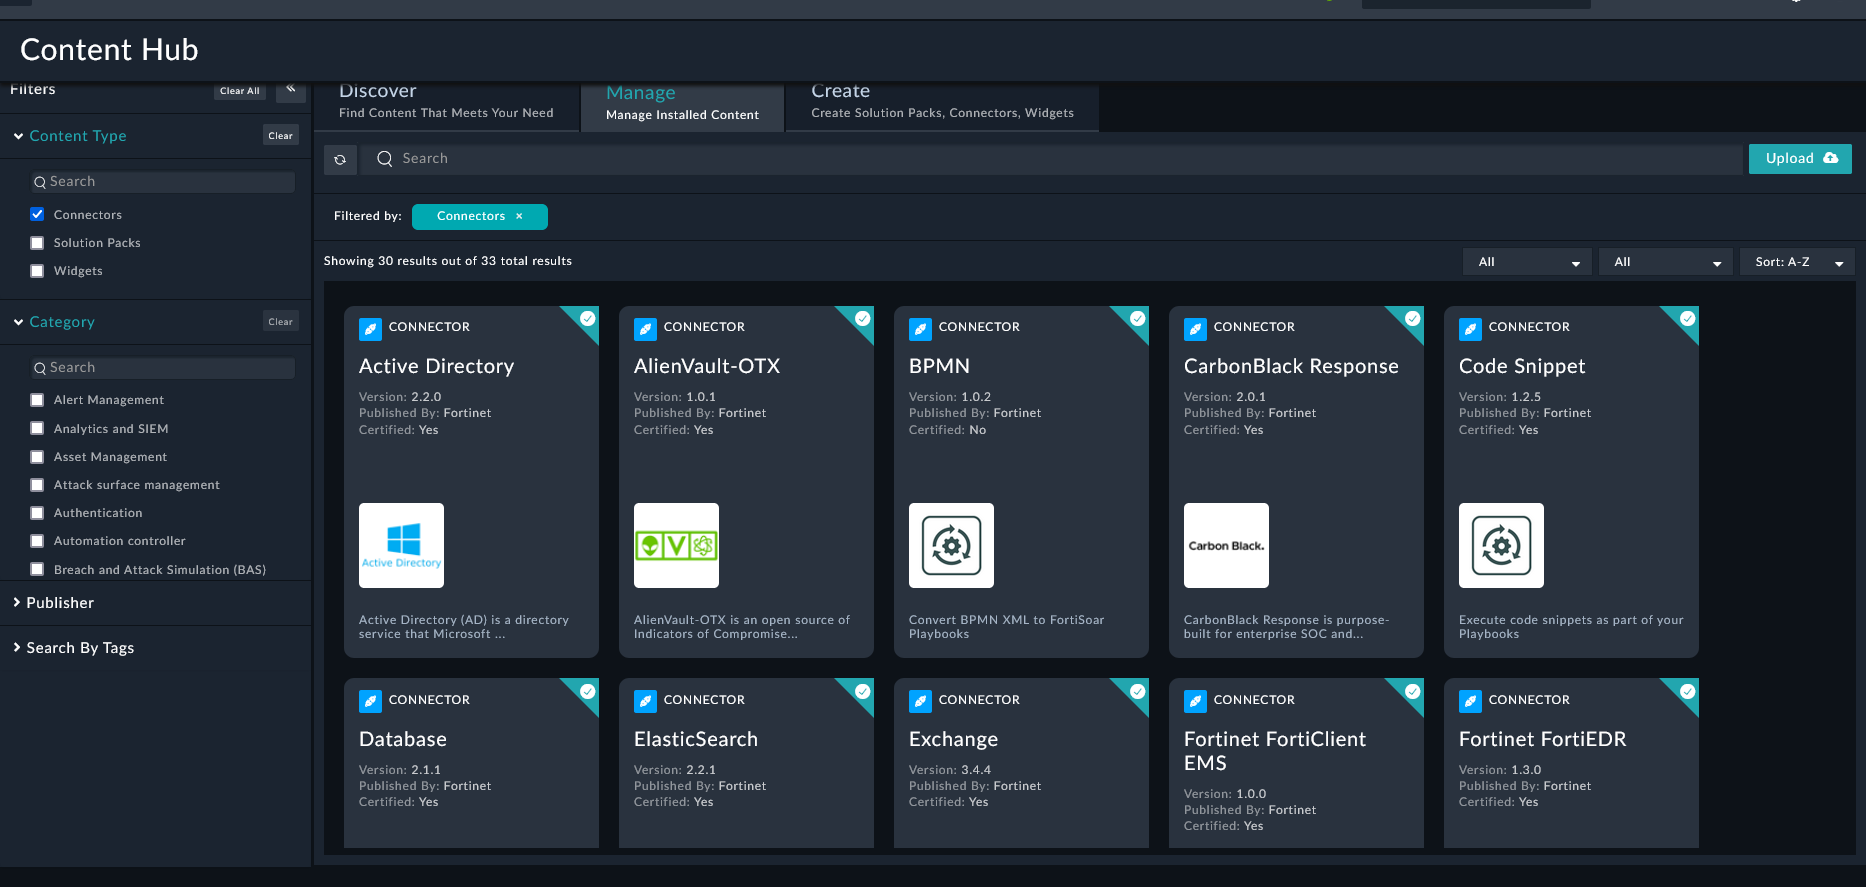 Content Hub
Filters
Clear All
Content Type
Clear
Search
Connectors
Solution Packs
Widgets
Category
Clear
Search
Alert Management
Analytics and SIEM
Asset Management
Attack surface management
Authentication
Automation controller
Breach and Attack Simulation (BAS)
Publisher
Search By Tags
Discover
Find Content That Meets Your Need
Manage
Manage Installed Content
Create
Create Solution Packs, Connectors, Widgets
Search
Upload
Filtered by:
Connectors ×
Showing 30 results out of 33 total results
All
All
Sort: A-Z
CONNECTOR
Active Directory
Version: 2.2.0
Published By: Fortinet
Certified: Yes
Active Directory
Active Directory (AD) is a directory
service that Microsoft ...
CONNECTOR
AlienVault-OTX
Version: 1.0.1
Published By: Fortinet
Certified: Yes
AlienVault-OTX is an open source of
Indicators of Compromise...
CONNECTOR
BPMN
Version: 1.0.2
Published By: Fortinet
Certified: No
Convert BPMN XML to FortiSoar
Playbooks
CONNECTOR
CarbonBlack Response
Version: 2.0.1
Published By: Fortinet
Certified: Yes
Carbon Black.
CarbonBlack Response is purpose-
built for enterprise SOC and...
CONNECTOR
Code Snippet
Version: 1.2.5
Published By: Fortinet
Certified: Yes
Execute code snippets as part of your
Playbooks
CONNECTOR
Database
Version: 2.1.1
Published By: Fortinet
Certified: Yes
CONNECTOR
ElasticSearch
Version: 2.2.1
Published By: Fortinet
Certified: Yes
CONNECTOR
Exchange
Version: 3.4.4
Published By: Fortinet
Certified: Yes
CONNECTOR
Fortinet FortiClient
EMS
Version: 1.0.0
Published By: Fortinet
Certified: Yes
CONNECTOR
Fortinet FortiEDR
Version: 1.3.0
Published By: Fortinet
Certified: Yes